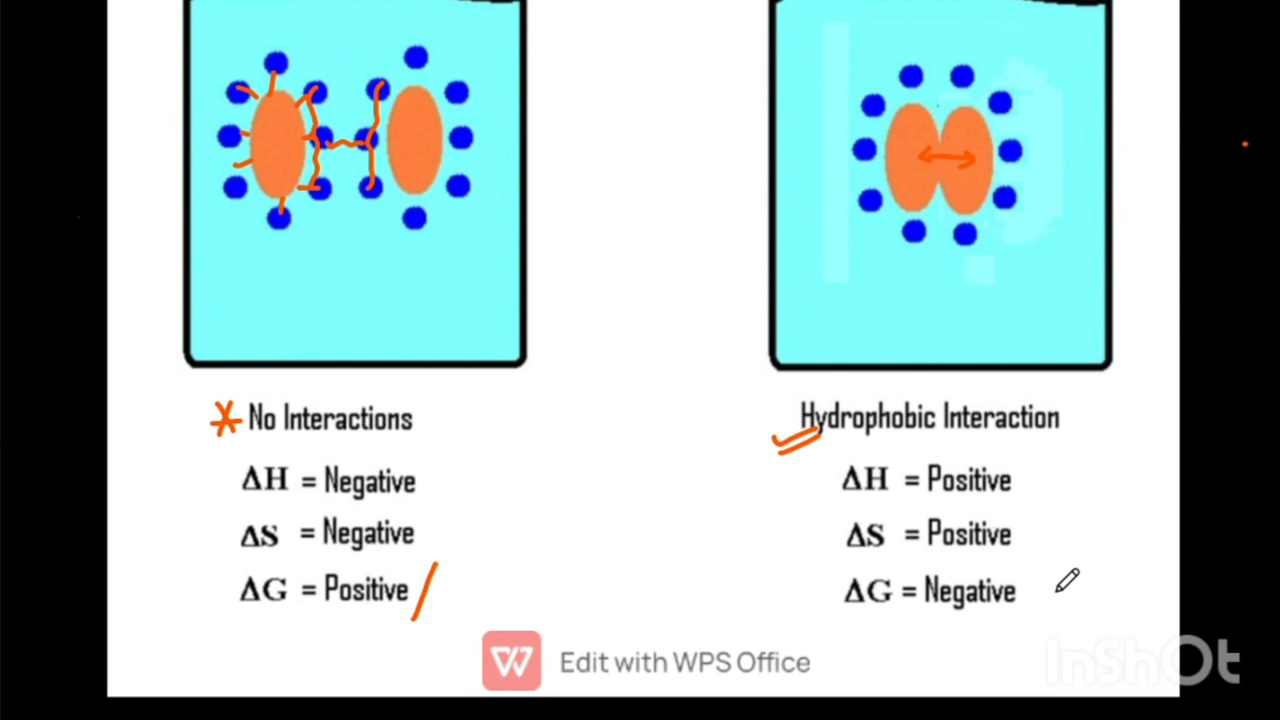 No Interactions
ΔH = Negative
ΔS = Negative
ΔG = Positive
Hydrophobic Interaction
ΔH = Positive
ΔS = Positive
ΔG = Negative
Edit with WPS Office
InShOt